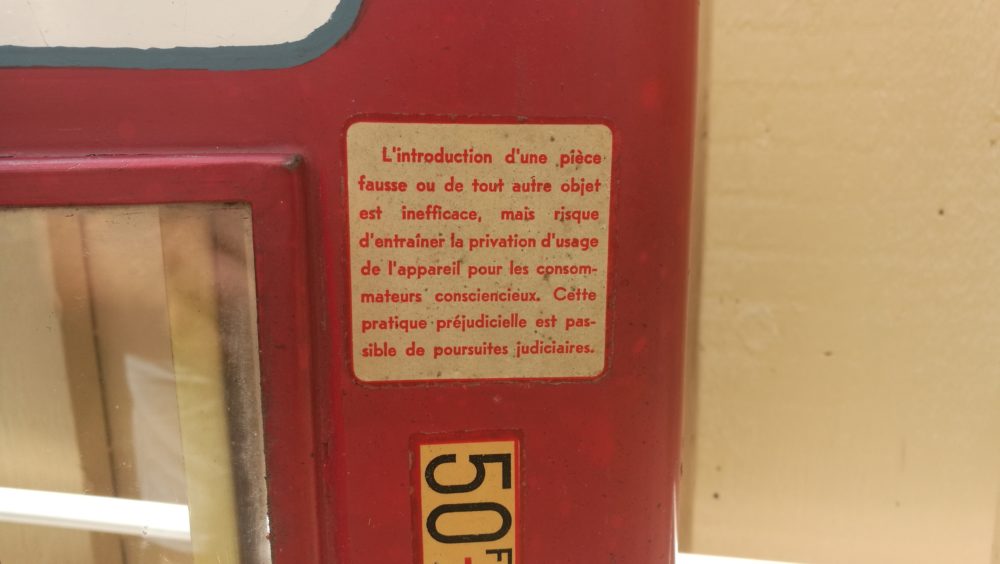 L'introduction d'une pièce
fausse ou de tout autre objet
est inefficace, mais risque
d'entraîner la privation d'usage
de l'appareil pour les consom-
mateurs consciencieux. Cette
pratique préjudicielle est pas-
sible de poursuites judiciaires.
50 F